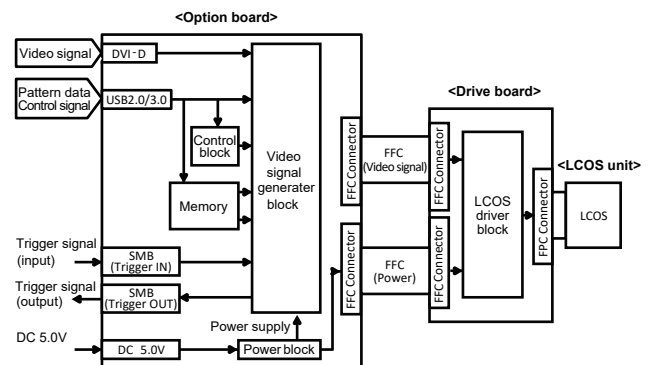 <Option board>
Video signal
DVI-D
Pattern data
Control signal
USB2.0/3.0
Control
block
Memory
Video
signal
generater
block
Trigger signal
(input)
SMB
(Trigger IN)
Trigger signal
(output)
SMB
(Trigger OUT)
DC 5.0V
DC 5.0V
Power supply
Power block
FFC Connector
FFC Connector
FFC
(Video signal)
FFC
(Power)
<Drive board>
FFC Connector
FFC Connector
LCOS
driver
block
FPC Connector
<LCOS unit>
LCOS